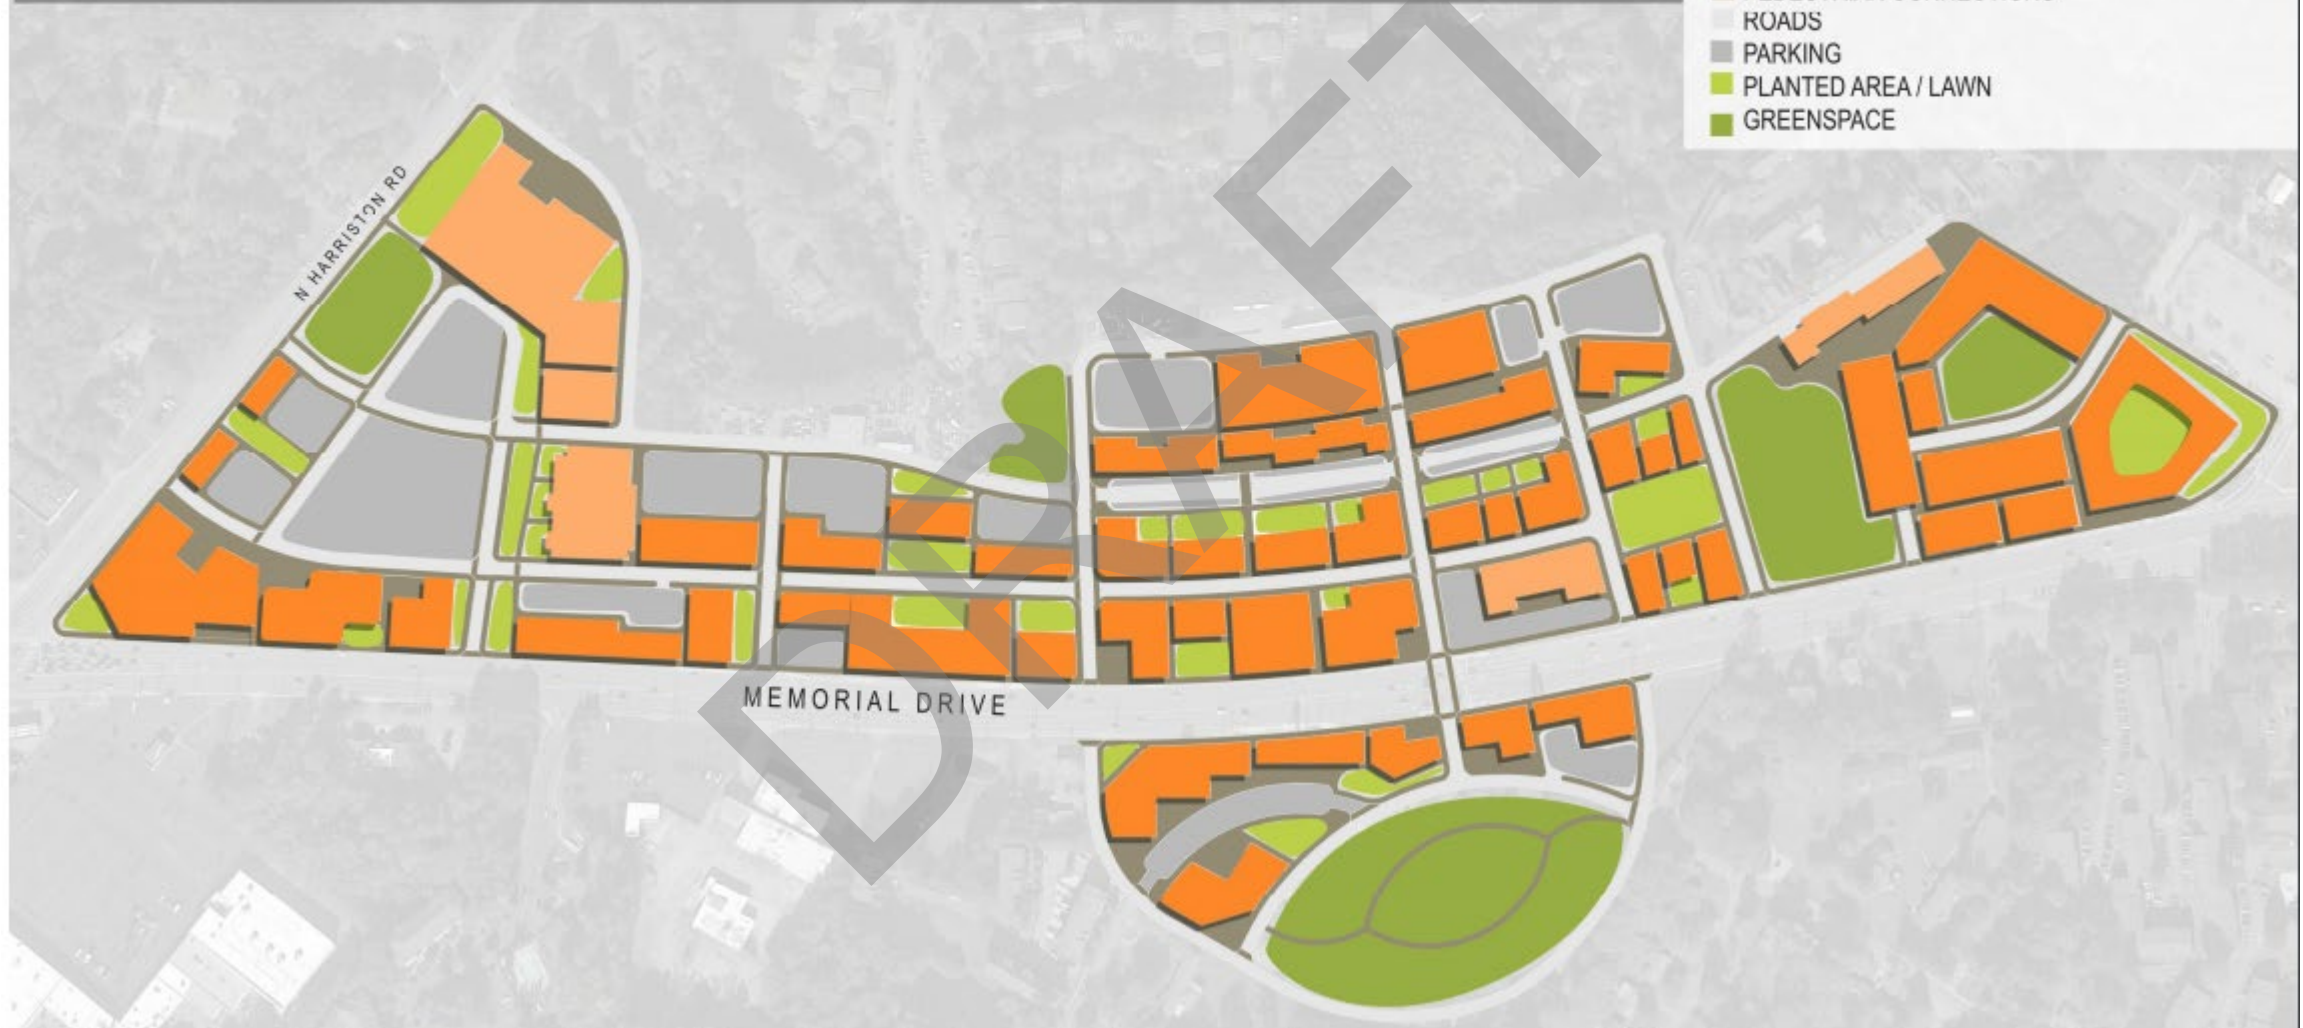 ROADS
PARKING
PLANTED AREA / LAWN
GREENSPACE
N HARRISTON RD
DRAFT
MEMORIAL DRIVE